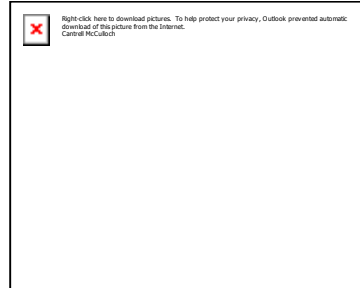 Right-click here to download pictures.  To help protect your privacy, Outlook prevented automatic
download of this picture from the Internet.
Cantrell McCulloch